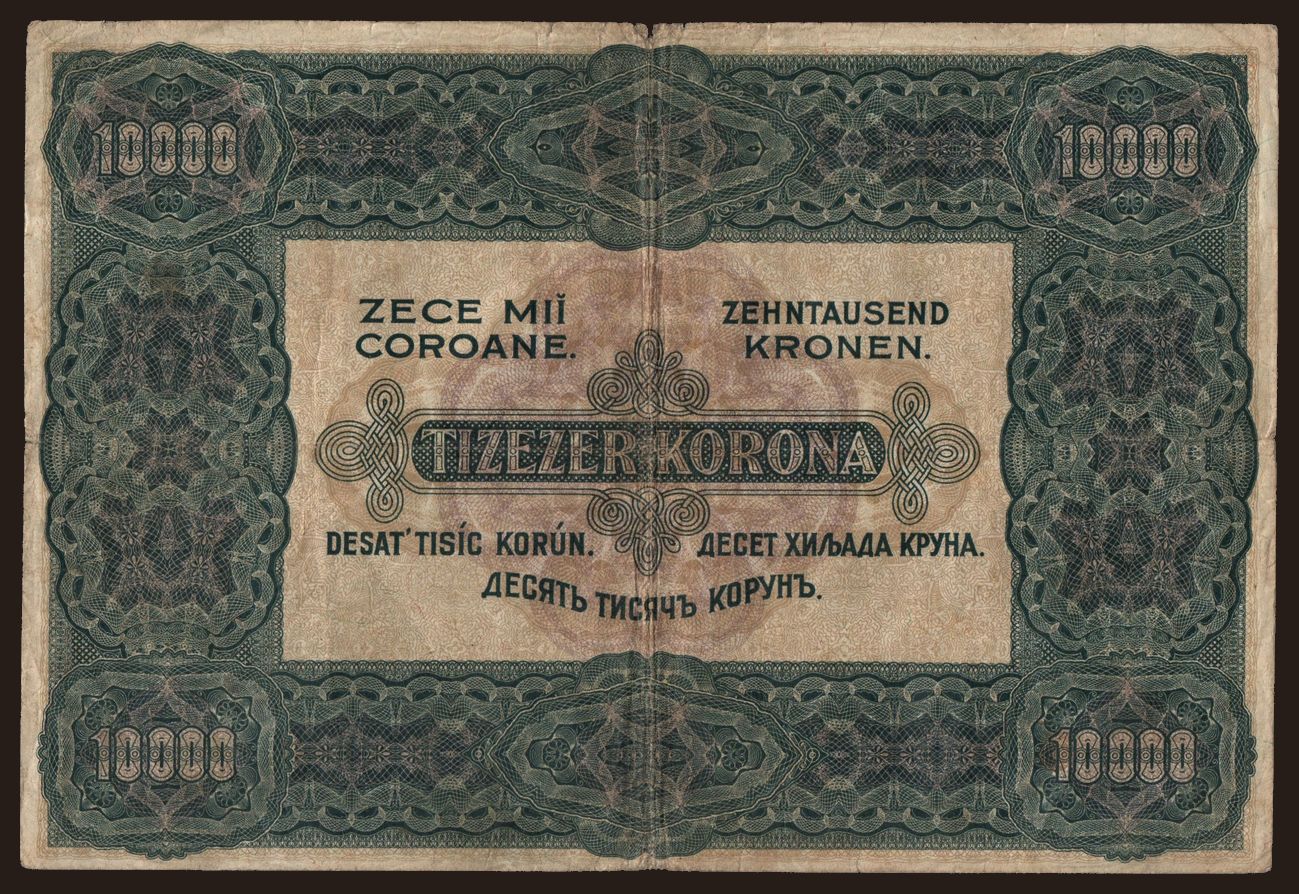 10000
10000
ZECE MIĬ
COROANE.
ZEHNTAUSEND
KRONEN.
TIZEZER KORONA
DESAT' TISÍC KORÚN.
ДЕСЕТ ХИЉАДА КРУНА.
ДЕСЯТЬ ТИСЯЧЪ КОРУНЪ.
10000
10000